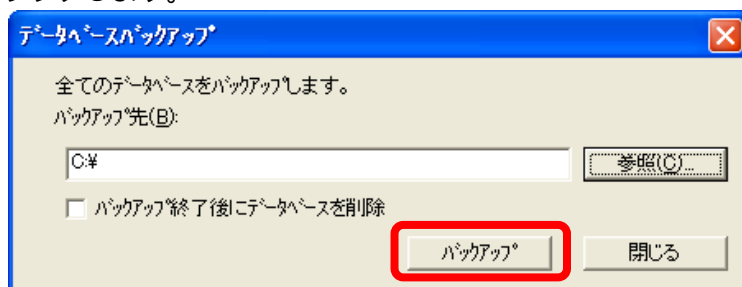 ﾃﾞｰﾀﾍﾞｰｽﾊﾞｯｸｱｯﾌﾟ
全てのﾃﾞｰﾀﾍﾞｰｽをﾊﾞｯｸｱｯﾌﾟします。
ﾊﾞｯｸｱｯﾌﾟ先(B):
C:¥
参照(C)...
ﾊﾞｯｸｱｯﾌﾟ終了後にﾃﾞｰﾀﾍﾞｰｽを削除
ﾊﾞｯｸｱｯﾌﾟ
閉じる